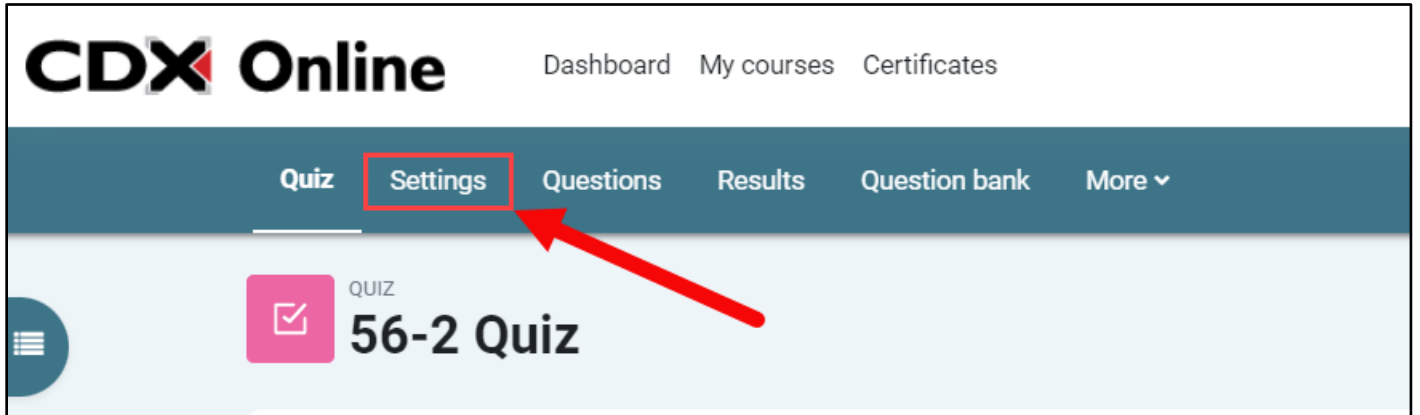 CDX Online Dashboard My courses Certificates
Quiz Settings Questions Results Question bank More
QUIZ
56-2 Quiz